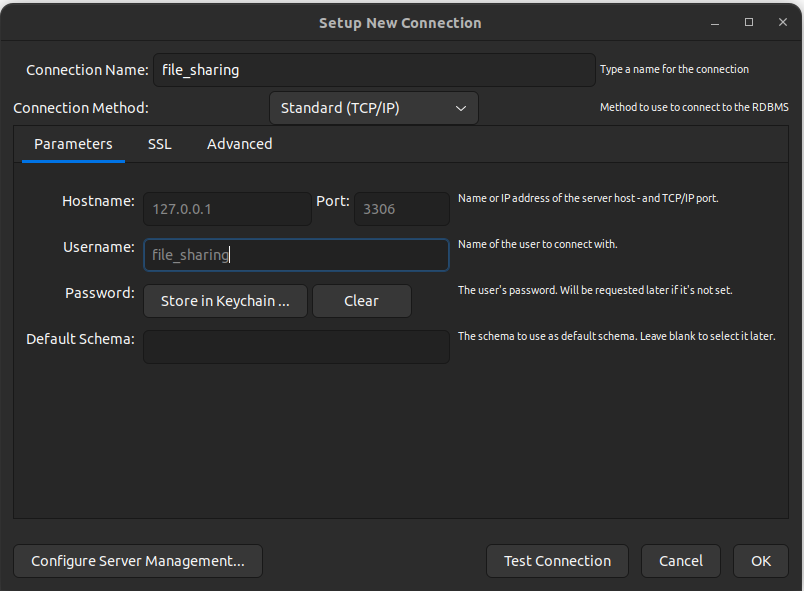 Setup New Connection
Connection Name: file_sharing Type a name for the connection
Connection Method: Standard (TCP/IP) Method to use to connect to the RDBMS
Parameters SSL Advanced
Hostname: 127.0.0.1 Port: 3306 Name or IP address of the server host - and TCP/IP port.
Username: file_sharing Name of the user to connect with.
Password: Store in Keychain ... Clear The user's password. Will be requested later if it's not set.
Default Schema: The schema to use as default schema. Leave blank to select it later.
Configure Server Management... Test Connection Cancel OK